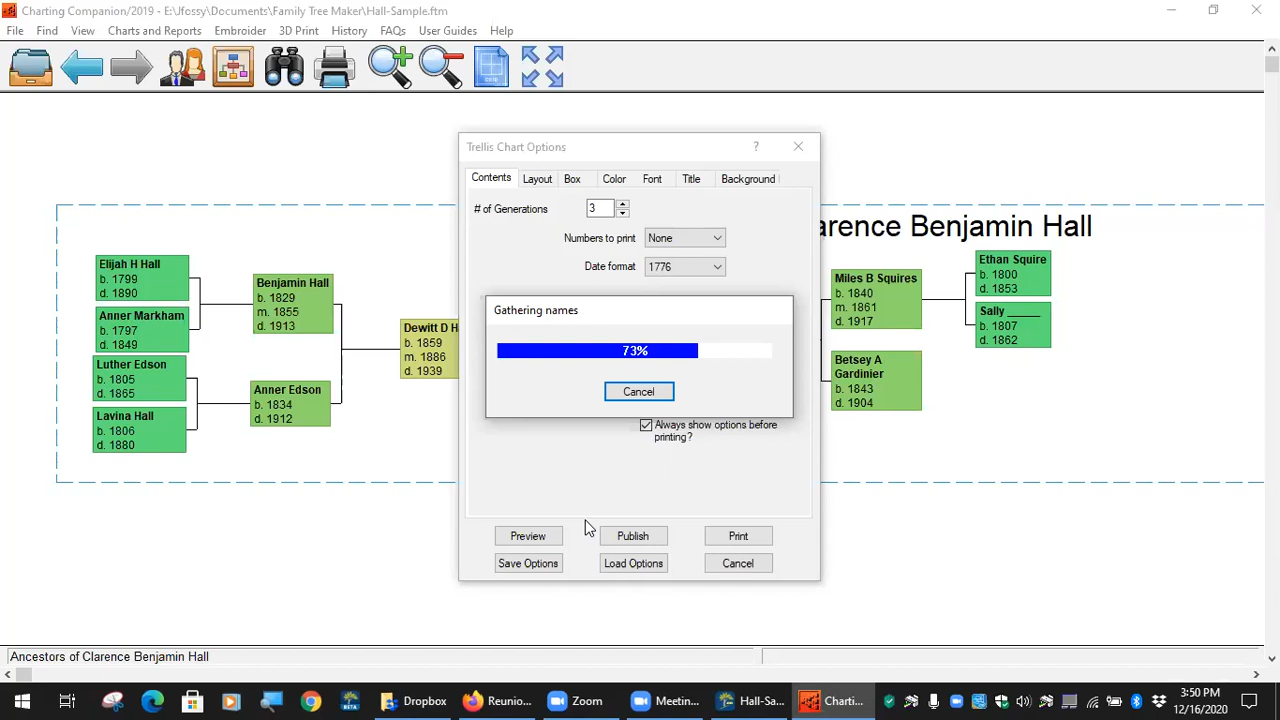 Charting Companion/2019 - E:\Jfossy\Documents\Family Tree Maker\Hall-Sample.ftm
File Find View Charts and Reports Embroider 3D Print History FAQs User Guides Help
Trellis Chart Options
Contents Layout Box Color Font Title Background
# of Generations 3
Numbers to print None
Date format 1776
Gathering names
73%
Cancel
Always show options before
printing?
Preview Publish Print
Save Options Load Options Cancel
arence Benjamin Hall
Elijah H Hall
b. 1799
d. 1890
Anner Markham
b. 1797
d. 1849
Luther Edson
b. 1805
d. 1865
Lavina Hall
b. 1806
d. 1880
Benjamin Hall
b. 1829
m. 1855
d. 1913
Anner Edson
b. 1834
d. 1912
Dewitt D H
b. 1859
m. 1886
d. 1939
Miles B Squires
b. 1840
m. 1861
d. 1917
Betsey A
Gardinier
b. 1843
d. 1904
Ethan Squire
b. 1800
d. 1853
Sally ______
b. 1807
d. 1862
Ancestors of Clarence Benjamin Hall
Dropbox Reunio... Zoom Meetin... Hall-Sa... Charti...
BETA
3:50 PM
12/16/2020